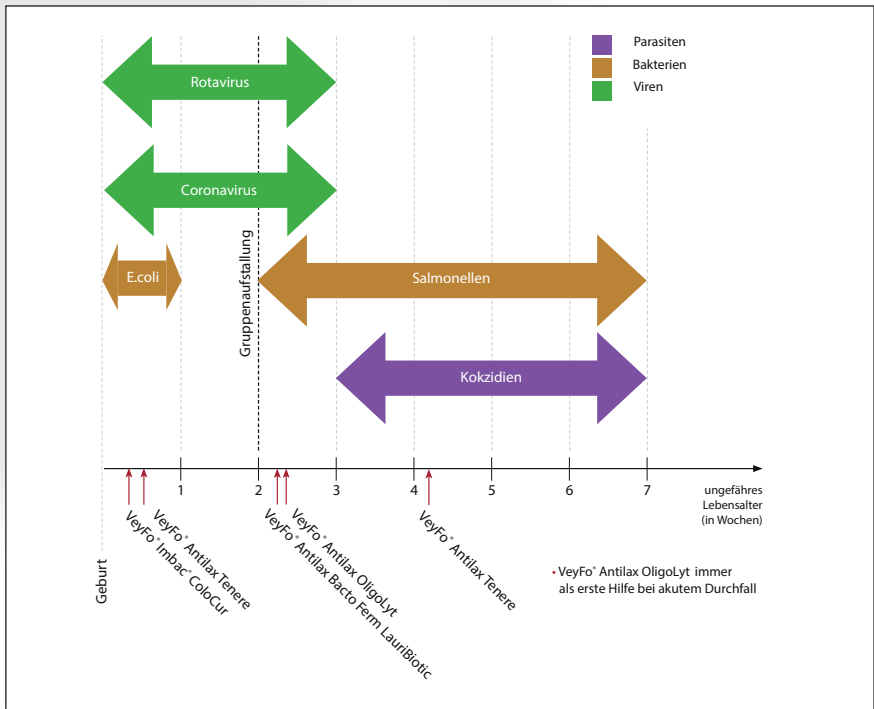 Parasiten
Bakterien
Viren
Rotavirus
Coronavirus
E.coli
Salmonellen
Gruppenaufstallung
Kokzidien
1
2
3
4
5
6
7
ungefähres
Lebensalter
(in Wochen)
Geburt
VeyFo® Imbac® ColoCur
VeyFo® Antilax Tenere
VeyFo® Antilax Bacto Ferm LauriBiotic
VeyFo® Antilax OligoLyt
VeyFo® Antilax Tenere
• VeyFo® Antilax OligoLyt immer
als erste Hilfe bei akutem Durchfall